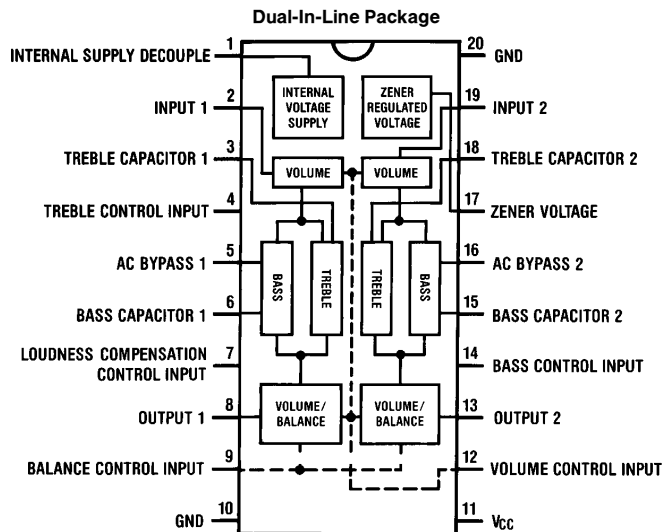 Dual-In-Line Package
INTERNAL SUPPLY DECOUPLE 1
20 GND
INTERNAL
VOLTAGE
SUPPLY
ZENER
REGULATED
VOLTAGE
INPUT 1 2
19 INPUT 2
TREBLE CAPACITOR 1 3
18 TREBLE CAPACITOR 2
VOLUME
VOLUME
TREBLE CONTROL INPUT 4
17 ZENER VOLTAGE
AC BYPASS 1 5
16 AC BYPASS 2
BASS
TREBLE
TREBLE
BASS
BASS CAPACITOR 1 6
15 BASS CAPACITOR 2
LOUDNESS COMPENSATION
CONTROL INPUT 7
14 BASS CONTROL INPUT
OUTPUT 1 8
VOLUME/
BALANCE
VOLUME/
BALANCE
13 OUTPUT 2
BALANCE CONTROL INPUT 9
12 VOLUME CONTROL INPUT
GND 10
11 VCC